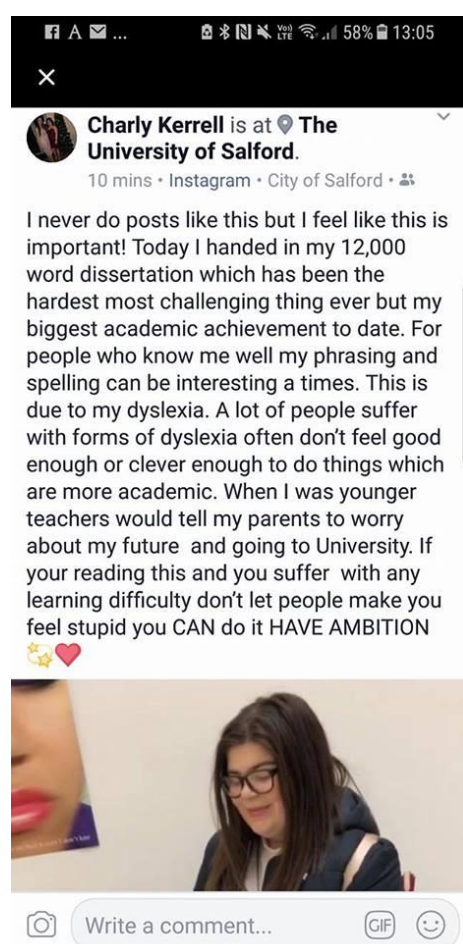 58% 13:05
Charly Kerrell is at The
University of Salford.
10 mins • Instagram • City of Salford •
I never do posts like this but I feel like this is
important! Today I handed in my 12,000
word dissertation which has been the
hardest most challenging thing ever but my
biggest academic achievement to date. For
people who know me well my phrasing and
spelling can be interesting a times. This is
due to my dyslexia. A lot of people suffer
with forms of dyslexia often don't feel good
enough or clever enough to do things which
are more academic. When I was younger
teachers would tell my parents to worry
about my future  and going to University. If
your reading this and you suffer  with any
learning difficulty don't let people make you
feel stupid you CAN do it HAVE AMBITION
Write a comment...
GIF